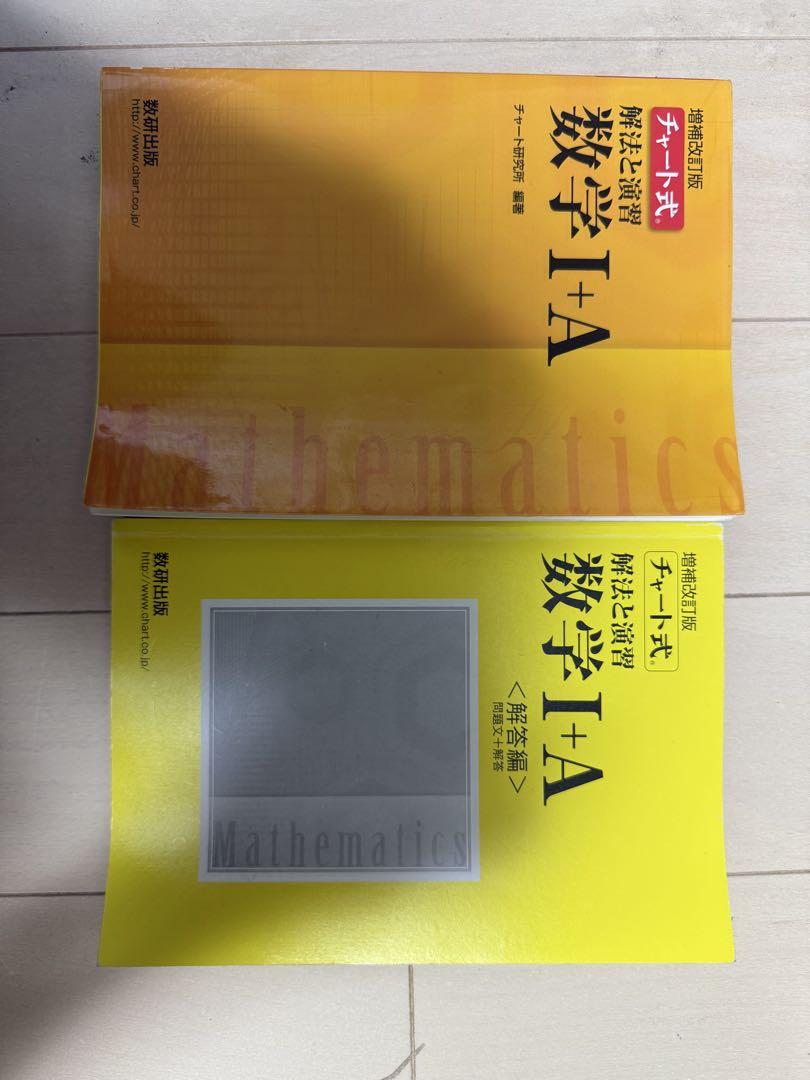 増補改訂版
チャート式®
解法と演習
数学I+A
チャート研究所 編著
Mathematics
数研出版
http://www.chart.co.jp/
増補改訂版
チャート式®
解法と演習
数学I+A
<解答編>
問題文+解答
Mathematics
数研出版
http://www.chart.co.jp/